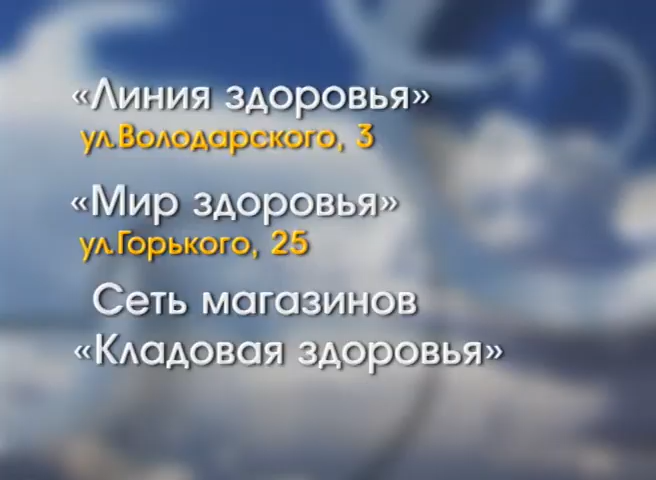 «Линия здоровья»
ул.Володарского, 3
«Мир здоровья»
ул.Горького, 25
Сеть магазинов
«Кладовая здоровья»